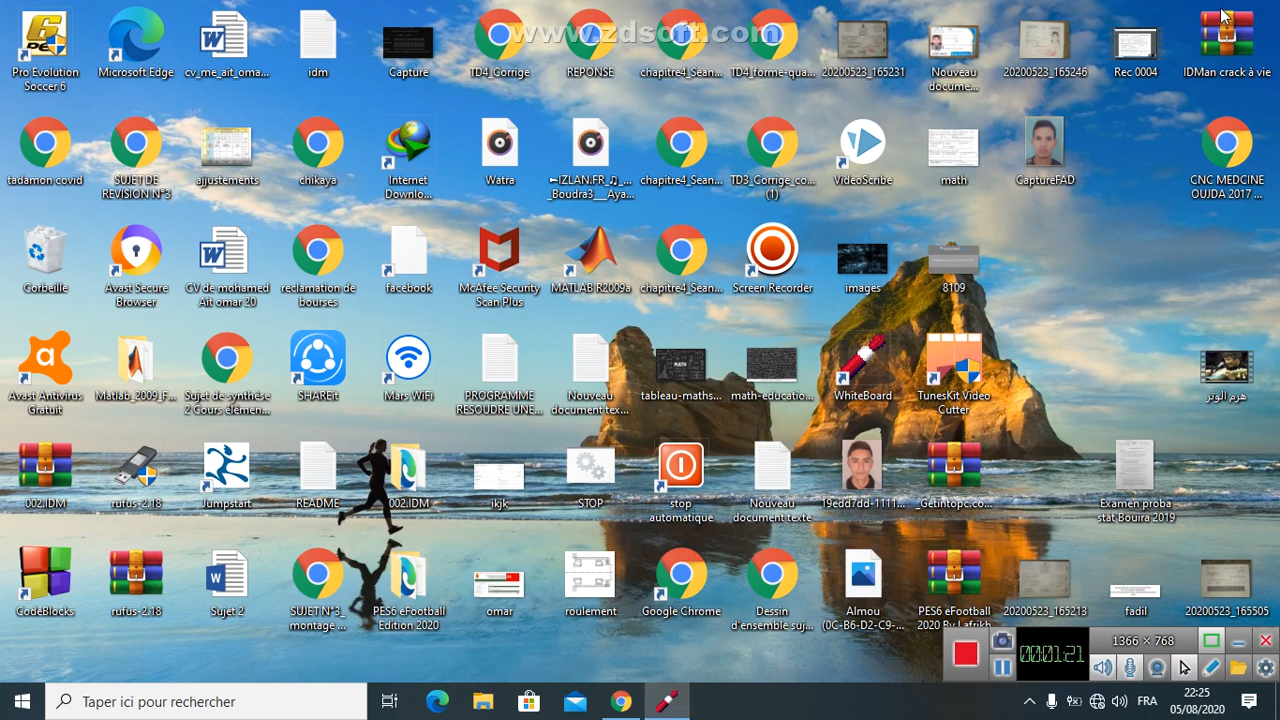 www.zdsoft.com
Pro Evolution
Soccer 6
Microsoft Edge
cv_me_ait_oma...
idm
Capture
TD4_Corrige
REPONSE
chapitre4_Sean...
TD4_forme-qua...
20200523_165231
Nouveau
docume...
20200523_165246
Rec 0004
IDMan crack à vie
tadamon-covid
SUJET DE
REVISION N°3
ajjustements
chikaya
Internet
Downlo...
Watra
►IZLAN.FR_♫_...
_Boudra3___Aya...
chapitre4_Sean...
TD3_Corrige_co...
(1)
VideoScribe
math
CaptureFAD
CNC MEDCINE
OUJDA 2017 ...
Corbeille
Avast Secure
Browser
CV de mohamed
Ait omar 20
reclamation de
bourses
facebook
McAfee Security
Scan Plus
MATLAB R2009a
chapitre4_Sean...
Screen Recorder
images
8109
Avast Antivirus
Gratuit
Matlab_2009_F...
Sujet de synthèse
2 Cours élémen...
SHAREit
Mars WiFi
PROGRAMME
RESOUDRE UNE...
Nouveau
document tex...
tableau-maths...
math-educatio...
WhiteBoard
TunesKit Video
Cutter
هرم الوتر
002.IDM
rufus-2.18
Jumpstart
README
002.IDM
ikjk
STOP
stop
automatique
Nouveau
document texte
19edd7dd-1111...
_Getintopc.co...
Examen proba
stat Bouira 2019
CodeBlocks
rufus-2.18
Sujet 2
SUJET N°3_
montage ...
PES6 eFootball
Edition 2020
omar
roulement
Google Chrome
Dessin
d'ensemble suj...
Almou
(0C-B6-D2-C9-...
PES6 eFootball
2020 By Lafrikh
20200523_165213
fadil
20200523_165505
00:01:21
1366 × 768
Taper ici pour rechercher
FRA
22:25
05/08/2020